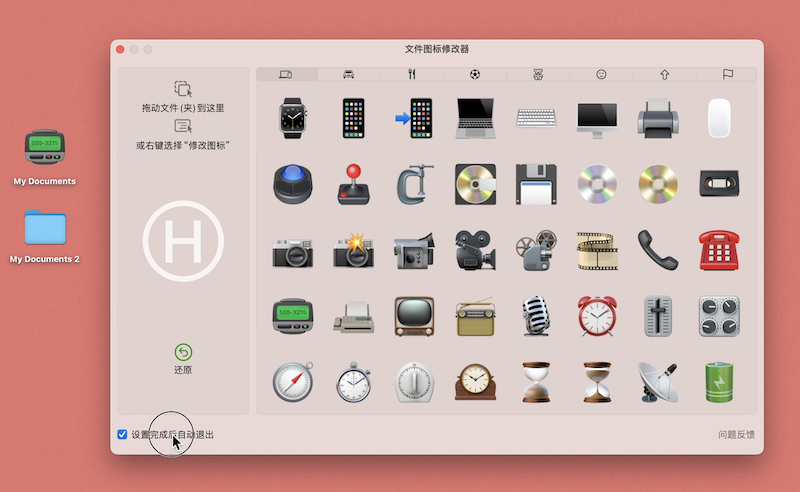 文件图标修改器
拖动文件(夹)到这里
或右键选择“修改图标”
H
还原
555-3215
My Documents
My Documents 2
555-3215
设置完成后自动退出
问题反馈